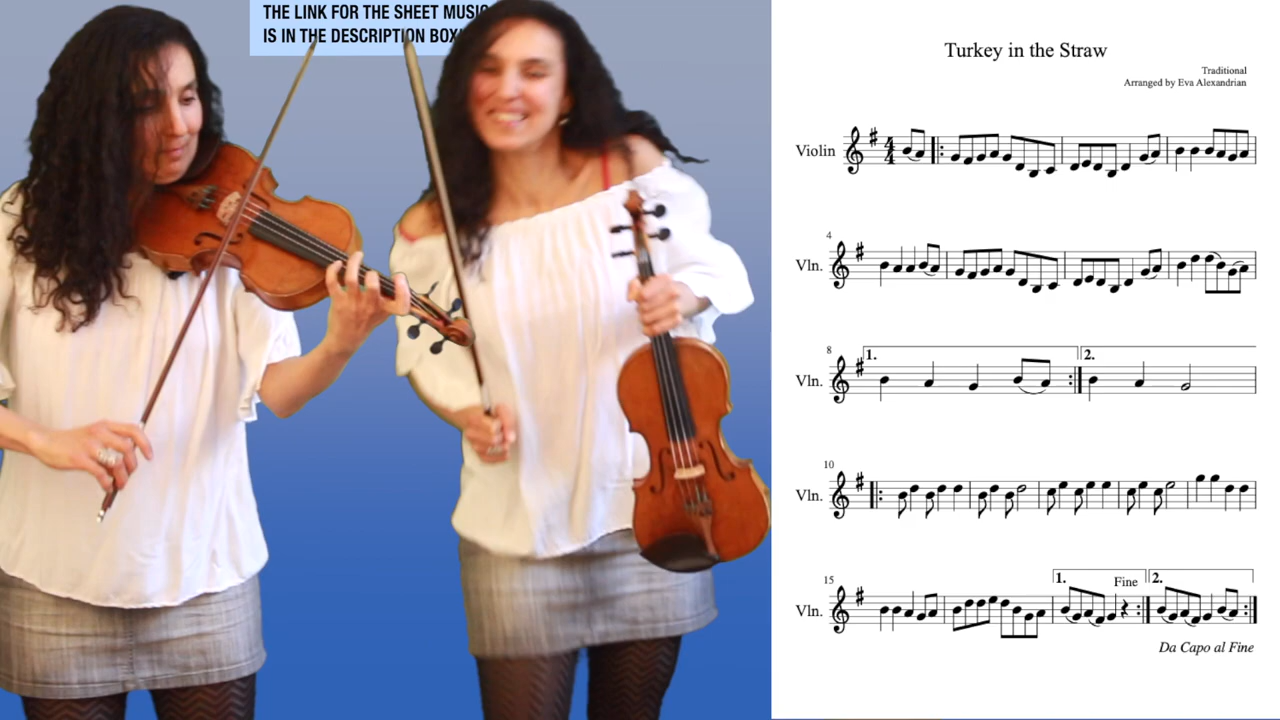 THE LINK FOR THE SHEET MUSIC
IS IN THE DESCRIPTION BOX
Turkey in the Straw
Traditional
Arranged by Eva Alexandrian
Violin
4
4
4
Vln.
8
1.
2.
Vln.
10
Vln.
15
1.
Fine
2.
Vln.
Da Capo al Fine